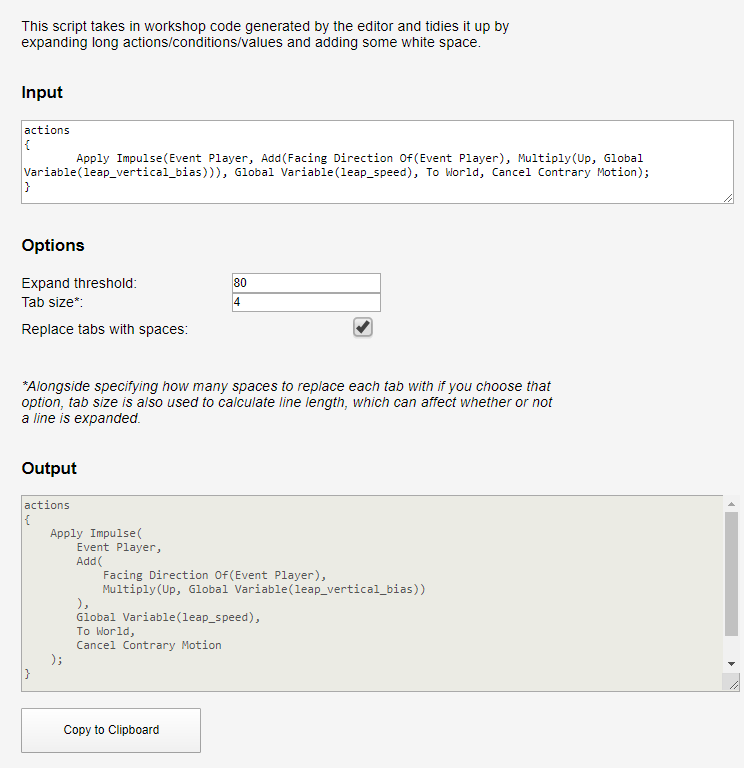 This script takes in workshop code generated by the editor and tidies it up by
expanding long actions/conditions/values and adding some white space.
Input
actions
{
        Apply Impulse(Event Player, Add(Facing Direction Of(Event Player), Multiply(Up, Global
Variable(leap_vertical_bias))), Global Variable(leap_speed), To World, Cancel Contrary Motion);
}
Options
Expand threshold: 80
Tab size*: 4
Replace tabs with spaces:
*Alongside specifying how many spaces to replace each tab with if you choose that
option, tab size is also used to calculate line length, which can affect whether or not
a line is expanded.
Output
actions
{
    Apply Impulse(
        Event Player,
        Add(
            Facing Direction Of(Event Player),
            Multiply(Up, Global Variable(leap_vertical_bias))
        ),
        Global Variable(leap_speed),
        To World,
        Cancel Contrary Motion
    );
}
Copy to Clipboard